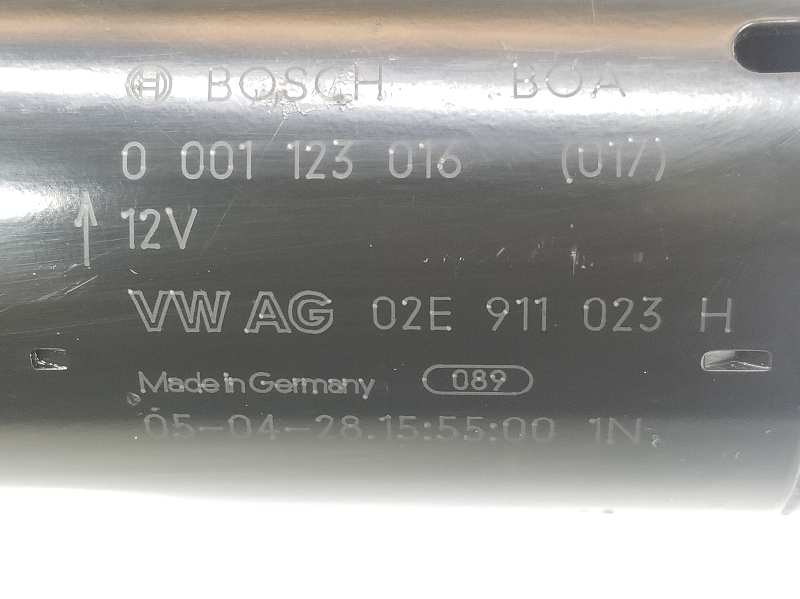 BOSCH BOA
0 001 123 016 (017)
12V
VW AG 02E 911 023 H
Made in Germany 089
05-04-28.15:55:00 1N